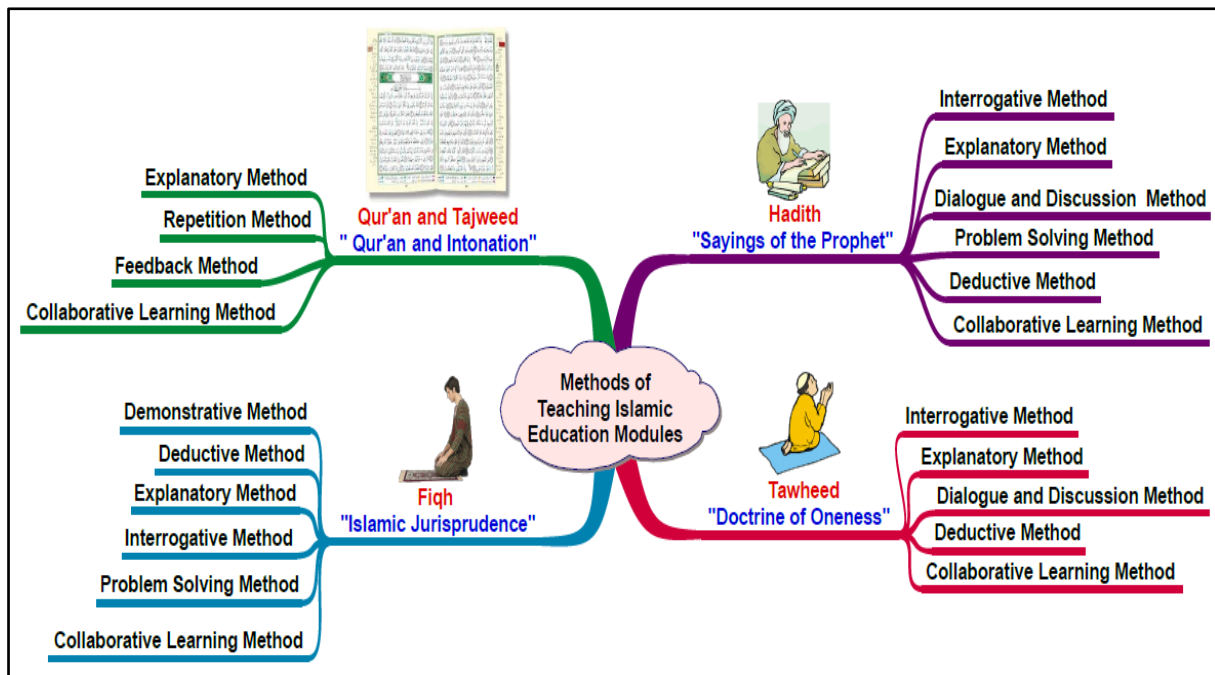 Methods of
Teaching Islamic
Education Modules
Qur'an and Tajweed
" Qur'an and Intonation"
Explanatory Method
Repetition Method
Feedback Method
Collaborative Learning Method
Hadith
"Sayings of the Prophet"
Interrogative Method
Explanatory Method
Dialogue and Discussion  Method
Problem Solving Method
Deductive Method
Collaborative Learning Method
Fiqh
"Islamic Jurisprudence"
Demonstrative Method
Deductive Method
Explanatory Method
Interrogative Method
Problem Solving Method
Collaborative Learning Method
Tawheed
"Doctrine of Oneness"
Interrogative Method
Explanatory Method
Dialogue and Discussion Method
Deductive Method
Collaborative Learning Method